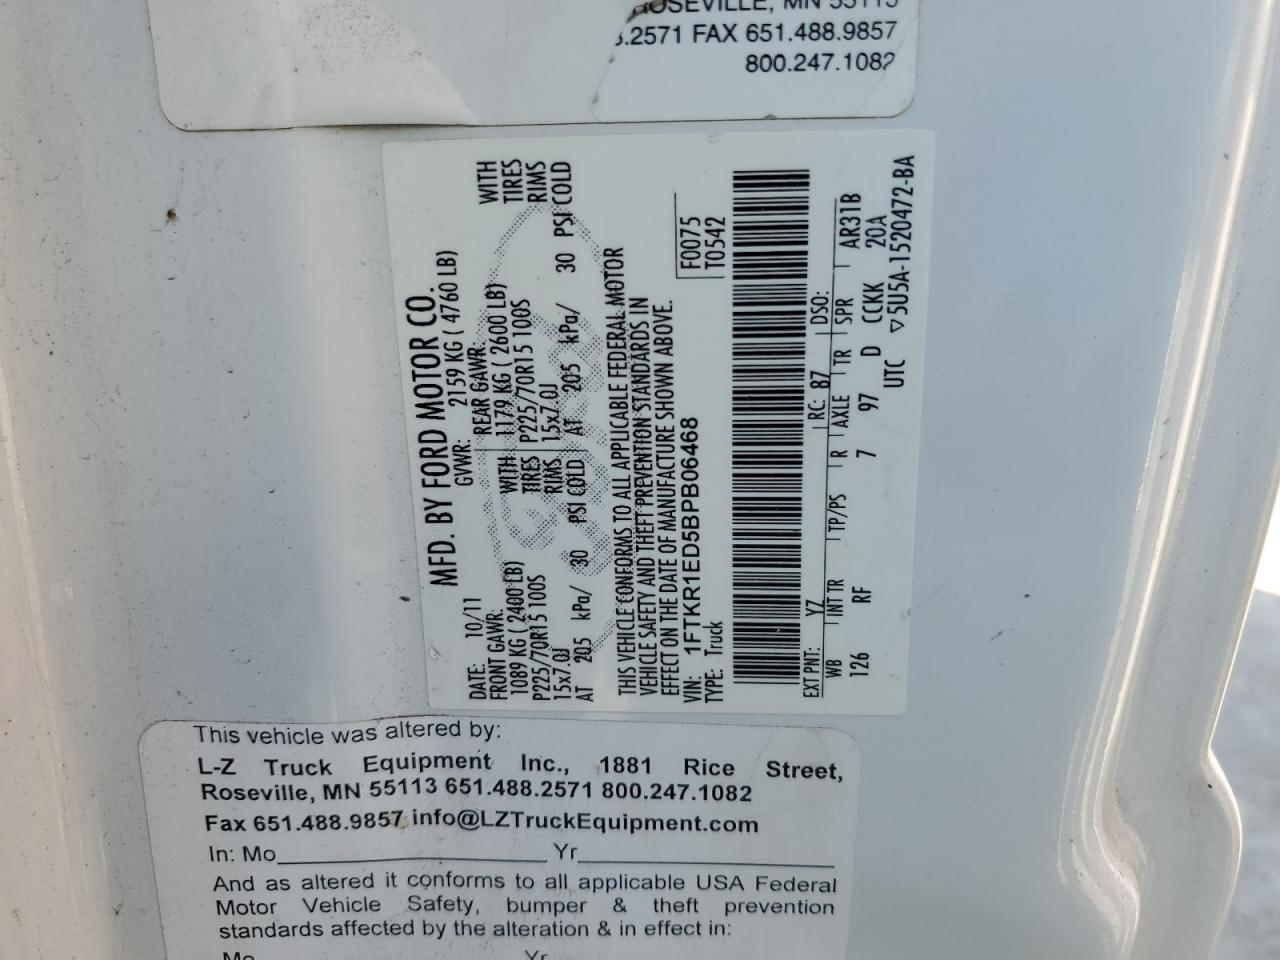 ROSEVILLE, MN 55113
.2571 FAX 651.488.9857
800.247.1082
MFD. BY FORD MOTOR CO.
DATE: 10/11 GVWR: 2159 KG ( 4760 LB)
FRONT GAWR: REAR GAWR:
1089 KG ( 2400 LB) WITH 1179 KG ( 2600 LB) WITH
P225/70R15 100S TIRES P225/70R15 100S TIRES
15x7.0J RIMS 15x7.0J RIMS
AT 205 kPa/ 30 PSI COLD AT 205 kPa/ 30 PSI COLD
THIS VEHICLE CONFORMS TO ALL APPLICABLE FEDERAL MOTOR
VEHICLE SAFETY AND THEFT PREVENTION STANDARDS IN
EFFECT ON THE DATE OF MANUFACTURE SHOWN ABOVE.
VIN: 1FTKR1ED5BPB06468 F0075
TYPE: Truck T0542
EXT PNT: YZ RC: 87 DSO:
WB INT TR TP/PS R AXLE TR SPR AR31B
126 RF 7 97 D CCKK 20A
UTC ▽5U5A-1520472-BA
This vehicle was altered by:
L-Z Truck Equipment Inc., 1881 Rice Street,
Roseville, MN 55113 651.488.2571 800.247.1082
Fax 651.488.9857 info@LZTruckEquipment.com
In: Mo Yr
And as altered it conforms to all applicable USA Federal
Motor Vehicle Safety, bumper & theft prevention
standards affected by the alteration & in effect in:
Mo Yr